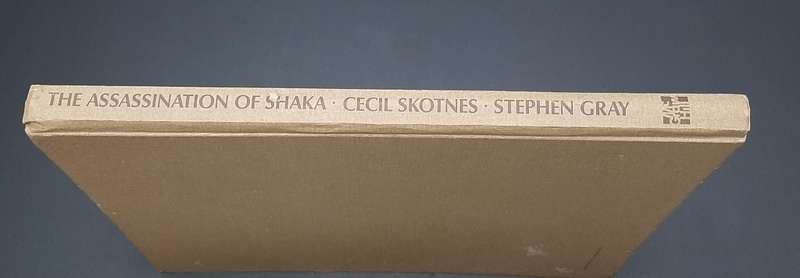 THE ASSASSINATION OF SHAKA · CECIL SKOTNES · STEPHEN GRAY